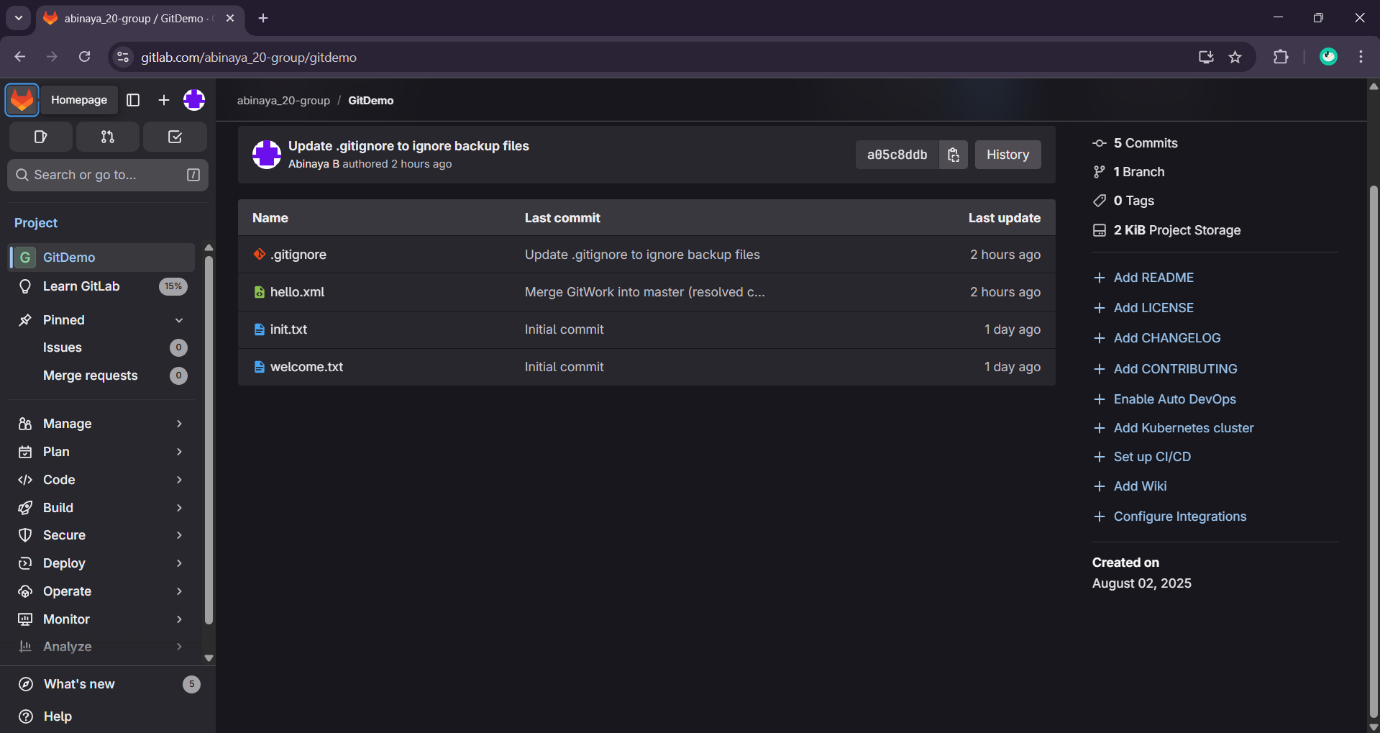 abinaya_20-group / GitDemo ·
gitlab.com/abinaya_20-group/gitdemo
Homepage
abinaya_20-group / GitDemo
Search or go to... /
Project
G GitDemo
Learn GitLab 15%
Pinned
Issues 0
Merge requests 0
Manage
Plan
Code
Build
Secure
Deploy
Operate
Monitor
Analyze
What's new 5
Help
Update .gitignore to ignore backup files
Abinaya B authored 2 hours ago
a05c8ddb
History
Name Last commit Last update
.gitignore Update .gitignore to ignore backup files 2 hours ago
hello.xml Merge GitWork into master (resolved c... 2 hours ago
init.txt Initial commit 1 day ago
welcome.txt Initial commit 1 day ago
5 Commits
1 Branch
0 Tags
2 KiB Project Storage
Add README
Add LICENSE
Add CHANGELOG
Add CONTRIBUTING
Enable Auto DevOps
Add Kubernetes cluster
Set up CI/CD
Add Wiki
Configure Integrations
Created on
August 02, 2025